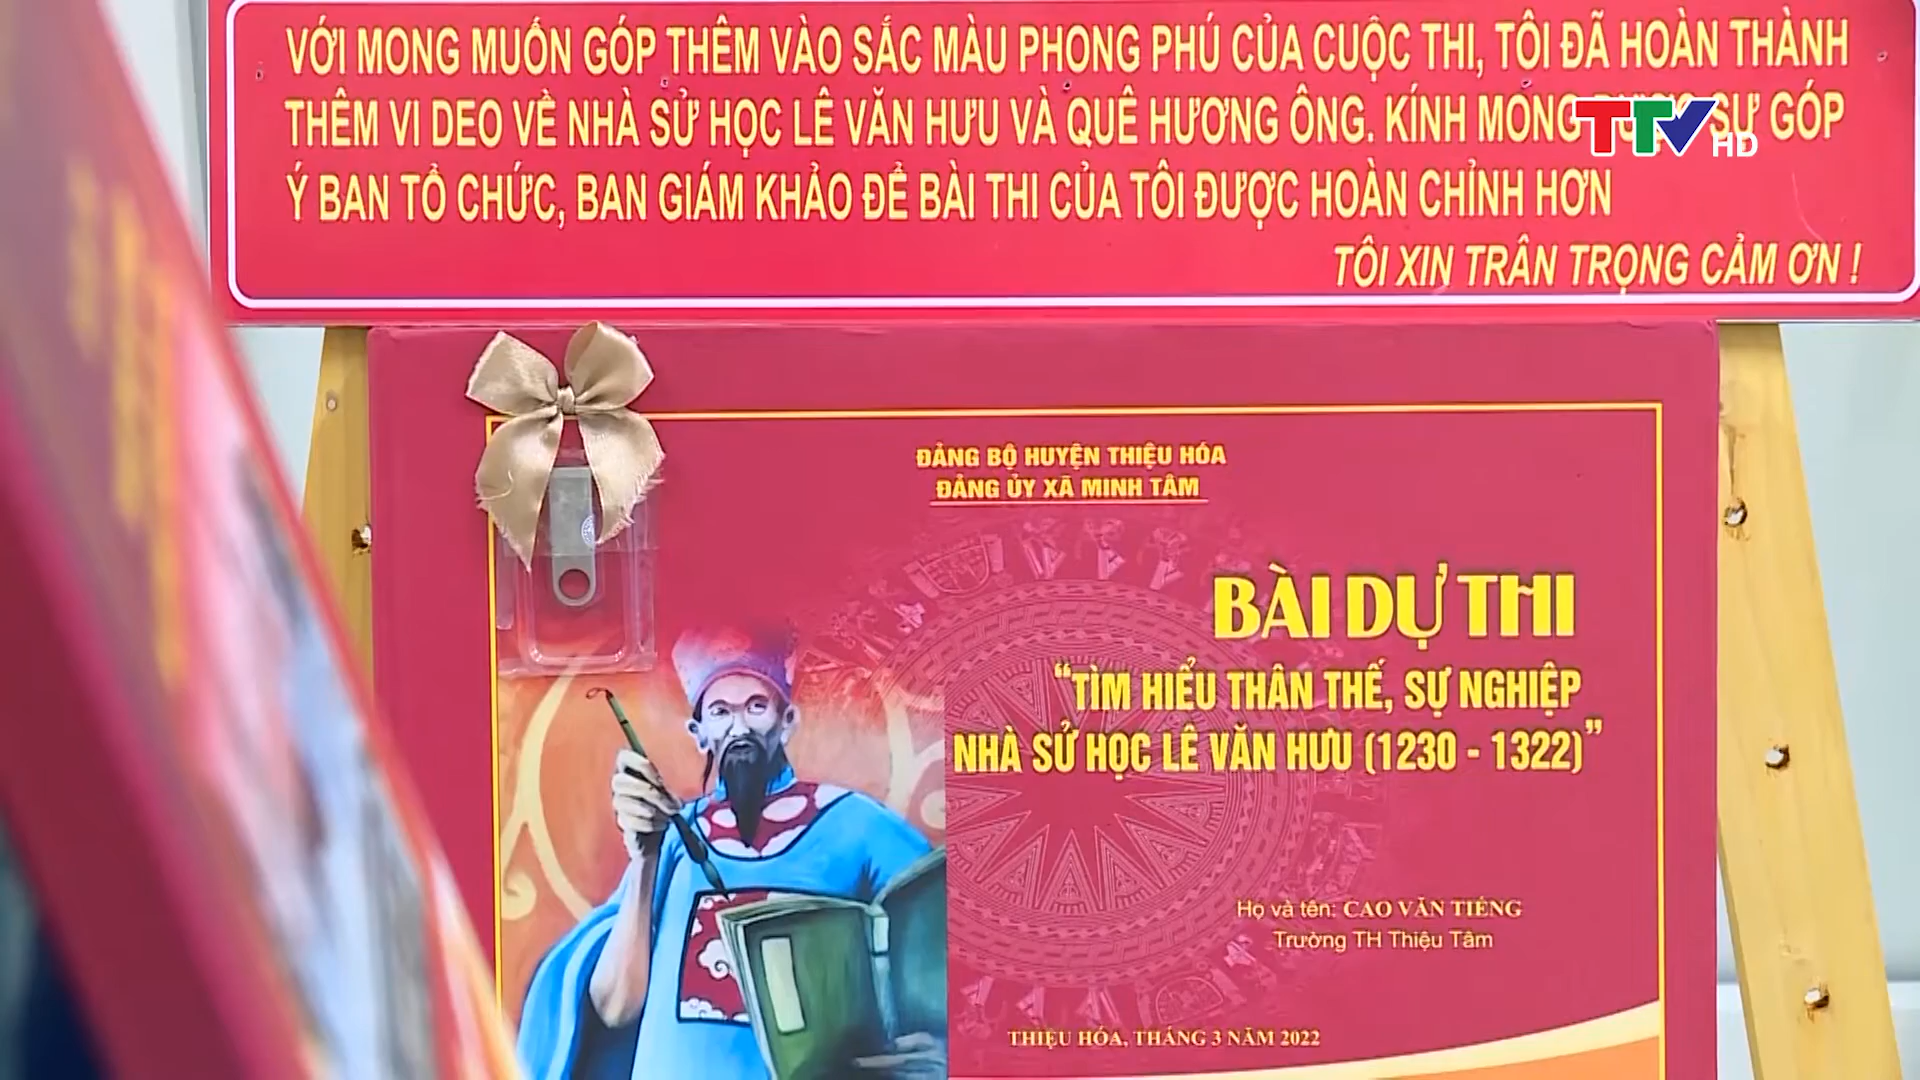 VỚI MONG MUỐN GÓP THÊM VÀO SẮC MÀU PHONG PHÚ CỦA CUỘC THI, TÔI ĐÃ HOÀN THÀNH
THÊM VI DEO VỀ NHÀ SỬ HỌC LÊ VĂN HƯU VÀ QUÊ HƯƠNG ÔNG. KÍNH MONG SỰ GÓP
Ý BAN TỔ CHỨC, BAN GIÁM KHẢO ĐỂ BÀI THI CỦA TÔI ĐƯỢC HOÀN CHỈNH HƠN
TÔI XIN TRÂN TRỌNG CẢM ƠN !
TTV HD
ĐẢNG BỘ HUYỆN THIỆU HÓA
ĐẢNG ỦY XÃ MINH TÂM
BÀI DỰ THI
“TÌM HIỂU THÂN THẾ, SỰ NGHIỆP
NHÀ SỬ HỌC LÊ VĂN HƯU (1230 - 1322)”
Họ và tên: CAO VĂN TIẾNG
Trường TH Thiệu Tâm
THIỆU HÓA, THÁNG 3 NĂM 2022